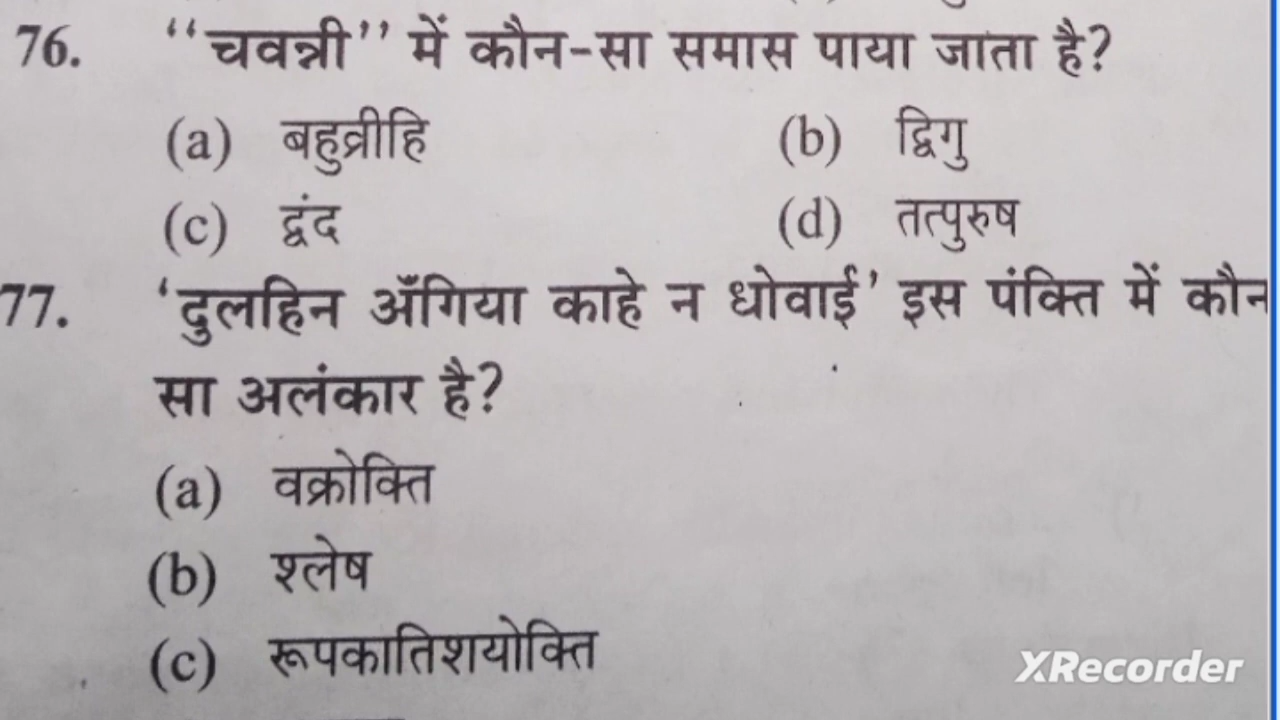 76. “चवन्नी” में कौन-सा समास पाया जाता है?
(a) बहुव्रीहि (b) द्विगु
(c) द्वंद (d) तत्पुरुष
77. ‘दुलहिन अँगिया काहे न धोवाई’ इस पंक्ति में कौन
सा अलंकार है?
(a) वक्रोक्ति
(b) श्लेष
(c) रूपकातिशयोक्ति
XRecorder